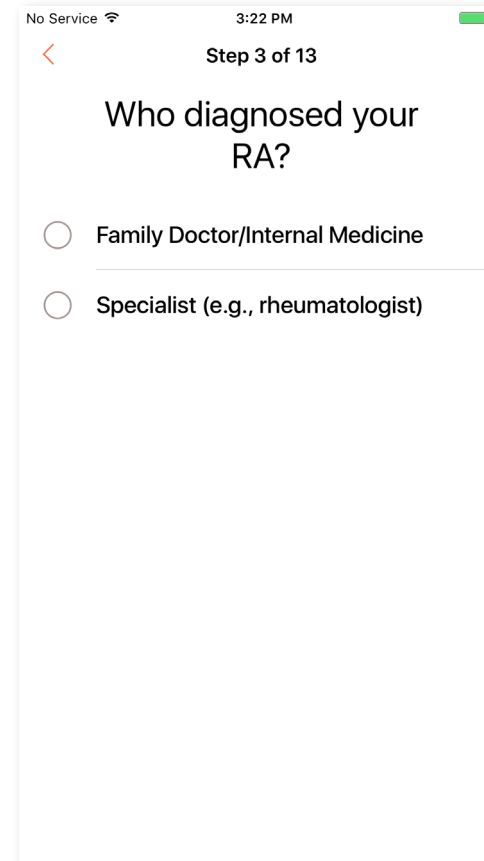 No Service 3:22 PM
Step 3 of 13
Who diagnosed your
RA?
Family Doctor/Internal Medicine
Specialist (e.g., rheumatologist)